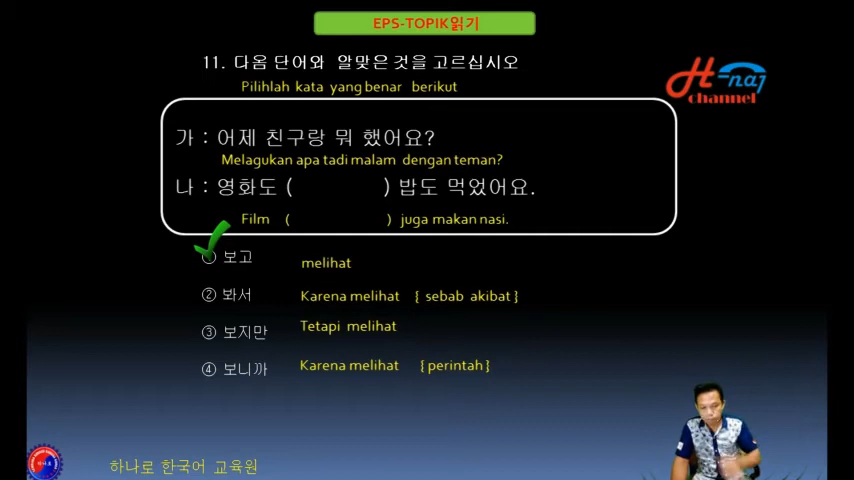 EPS-TOPIK읽기
11. 다옴 단어와 알맞은 것을 고르십시오
Pilihlah kata yang benar berikut
H-naj
channel
가 : 어제 친구랑 뭐 했어요?
Melagukan apa tadi malam dengan teman?
나 : 영화도 ( ) 밥도 먹었어요.
Film ( ) juga makan nasi.
① 보고 melihat
② 봐서 Karena melihat { sebab akibat }
③ 보지만 Tetapi melihat
④ 보니까 Karena melihat { perintah }
하나로 한국어 교육원